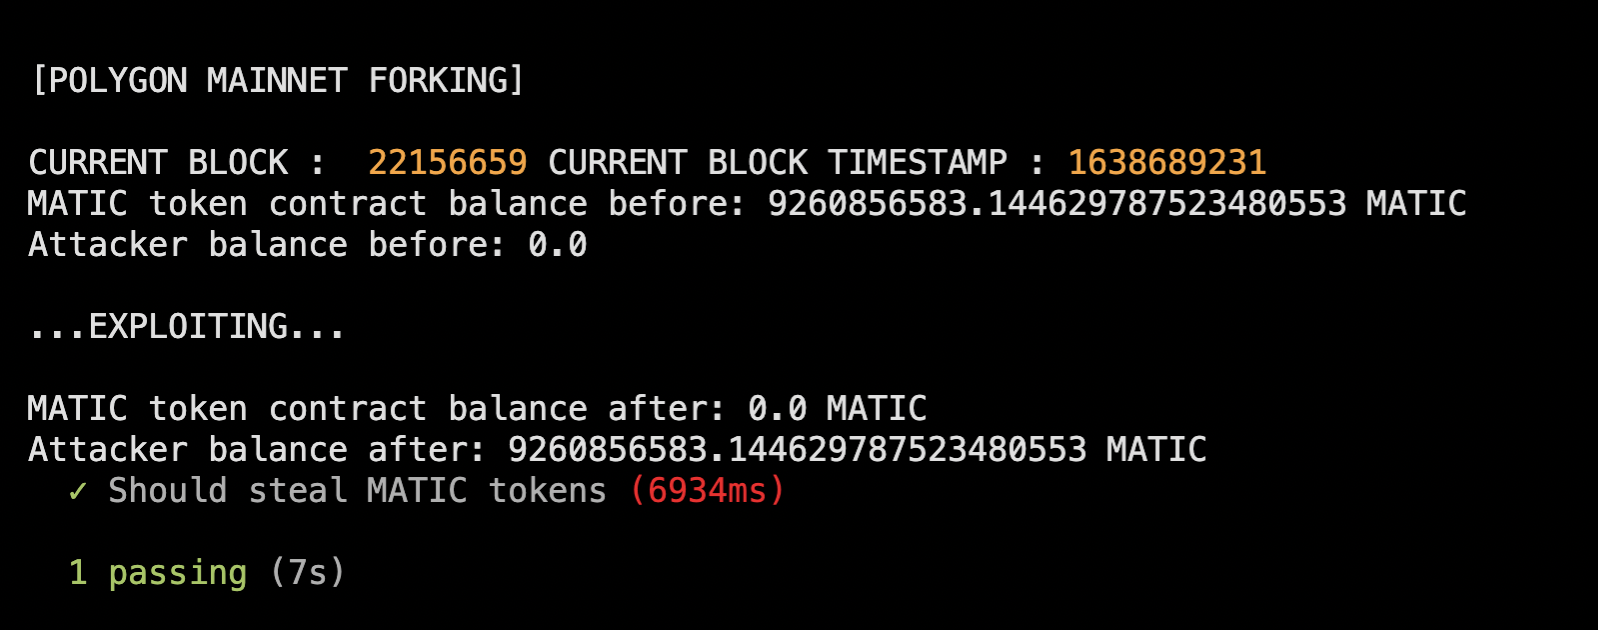 [POLYGON MAINNET FORKING]
CURRENT BLOCK :  22156659 CURRENT BLOCK TIMESTAMP : 1638689231
MATIC token contract balance before: 9260856583.144629787523480553 MATIC
Attacker balance before: 0.0
...EXPLOITING...
MATIC token contract balance after: 0.0 MATIC
Attacker balance after: 9260856583.144629787523480553 MATIC
✓ Should steal MATIC tokens (6934ms)
1 passing (7s)